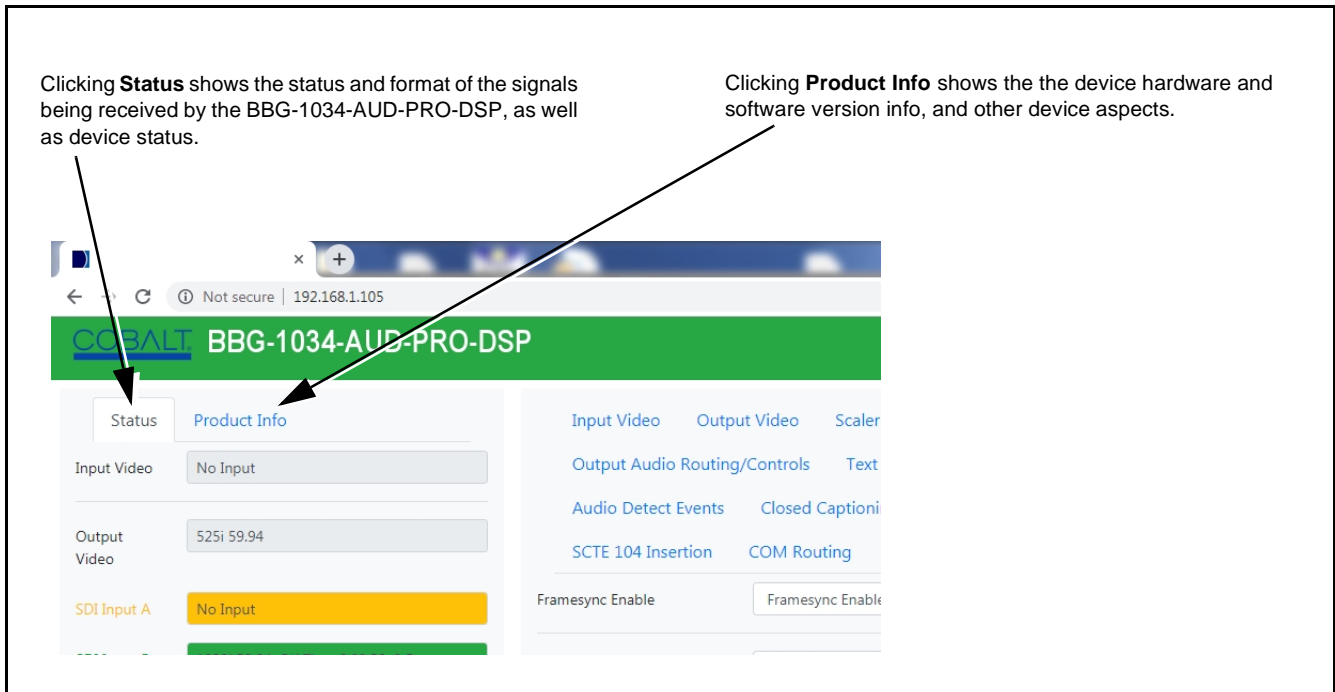 Clicking Status shows the status and format of the signals
being received by the BBG-1034-AUD-PRO-DSP, as well
as device status.
Clicking Product Info shows the the device hardware and
software version info, and other device aspects.
Not secure | 192.168.1.105
COBALT BBG-1034-AUD-PRO-DSP
Status Product Info
Input Video No Input
Output
Video
525i 59.94
SDI Input A No Input
Input Video Output Video Scaler
Output Audio Routing/Controls Text
Audio Detect Events Closed Captioni
SCTE 104 Insertion COM Routing
Framesync Enable Framesync Enable